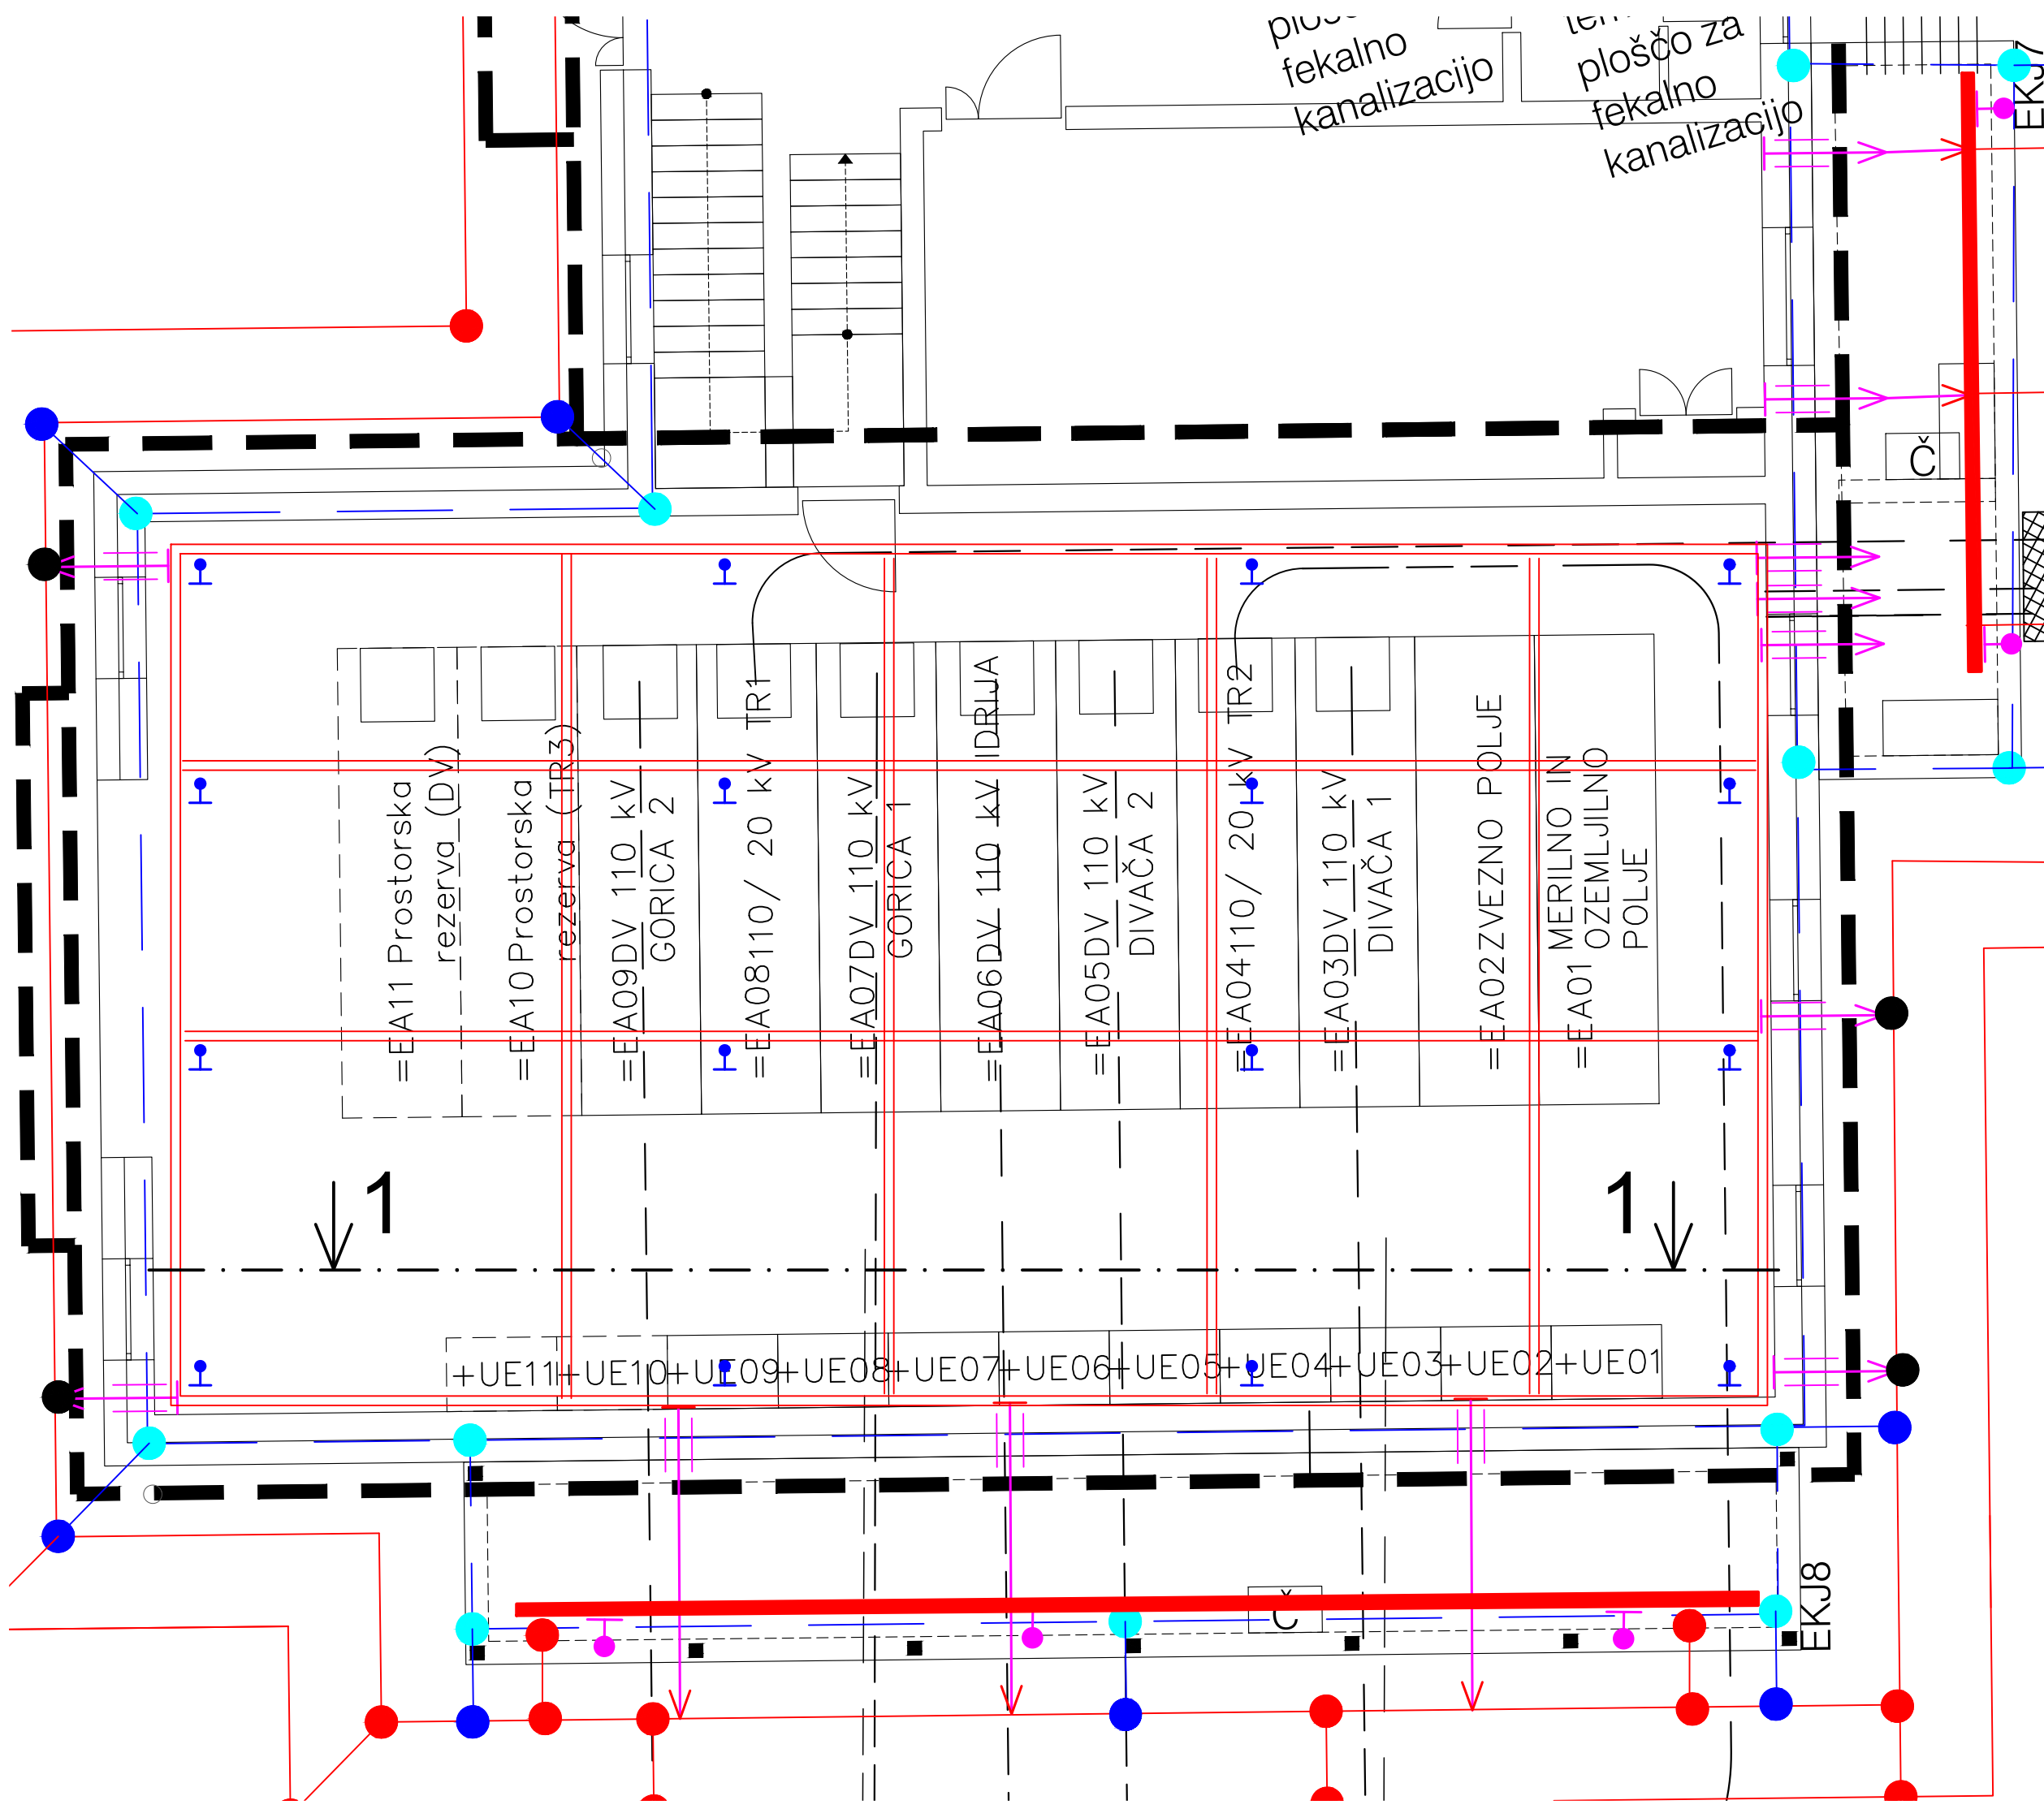 fekalno
kanalizacijo
ploščo za
fekalno
kanalizacijo
EKJ7
Č
=EA11 Prostorska
rezerva (DV)
=EA10 Prostorska
rezerva (TR3)
=EA09 DV 110 kV
GORICA 2
=EA08 110/ 20 kV TR1
=EA07 DV 110 kV
GORICA 1
=EA06 DV 110 kV IDRIJA
=EA05 DV 110 kV
DIVAČA 2
=EA04 110/ 20 kV TR2
=EA03 DV 110 kV
DIVAČA 1
=EA02 ZVEZNO POLJE
=EA01 MERILNO IN
OZEMLJILNO
POLJE
1
1
+UE11 +UE10 +UE09 +UE08 +UE07 +UE06 +UE05 +UE04 +UE03 +UE02 +UE01
Č
EKJ8